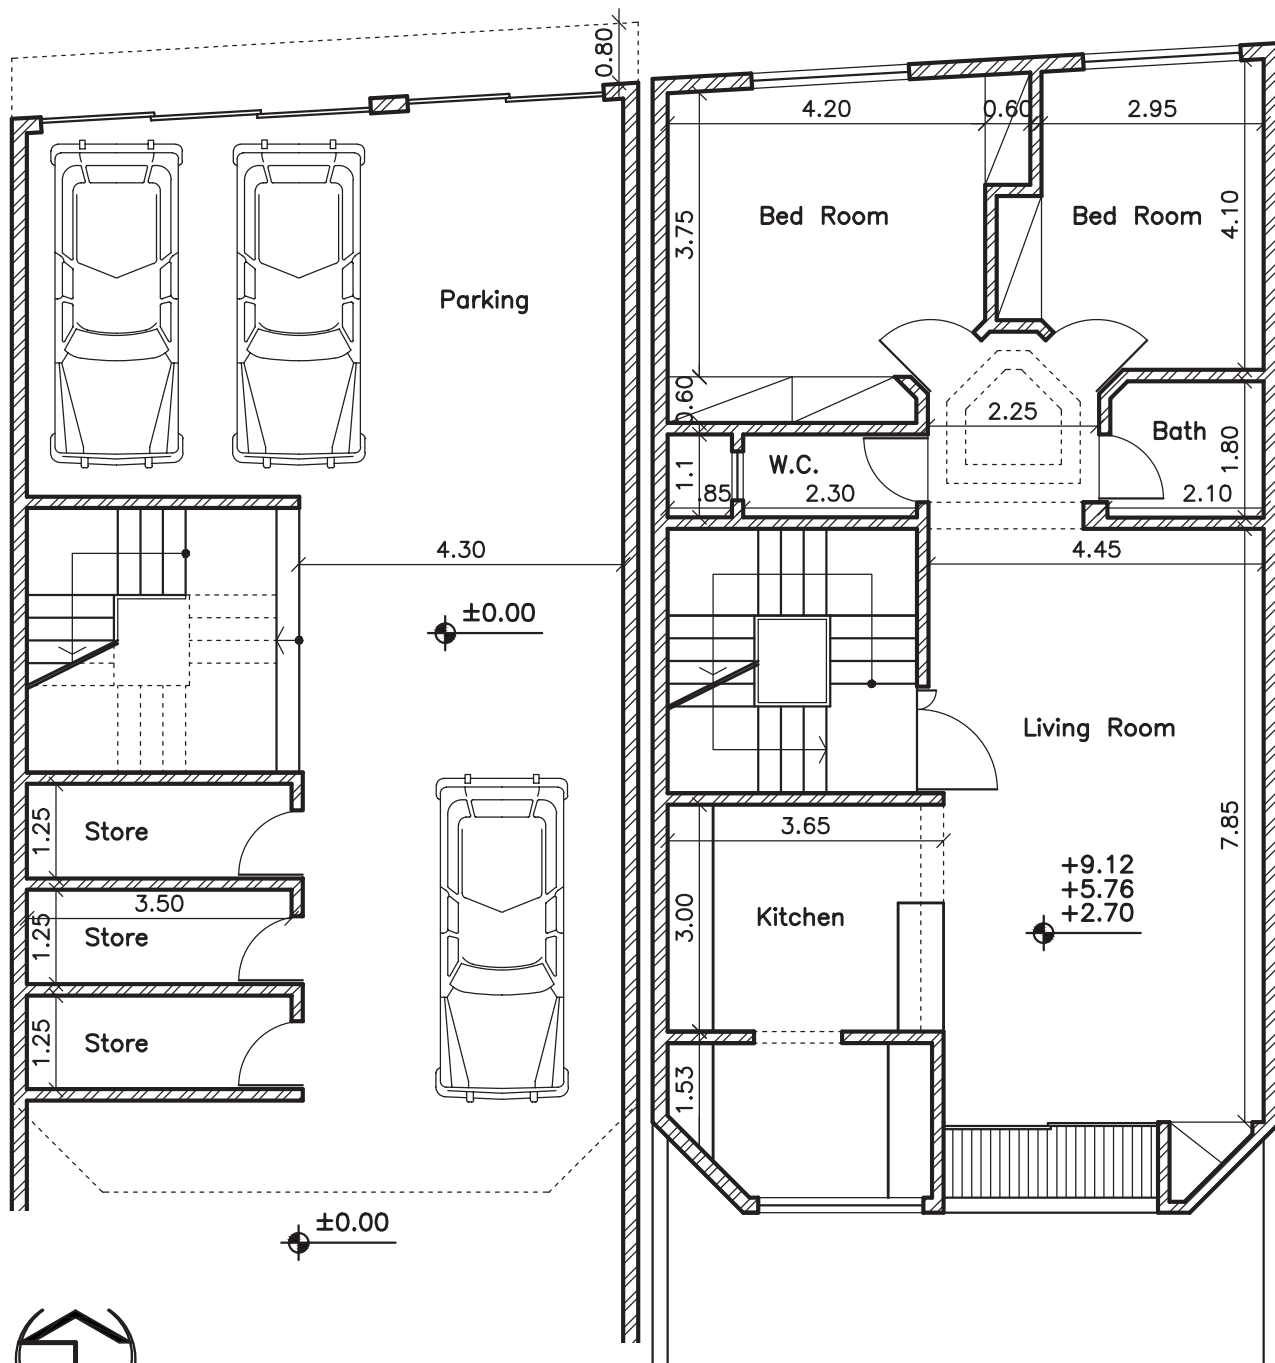 0.80
Parking
4.30
±0.00
1.25
Store
3.50
1.25
Store
1.25
Store
±0.00
4.20
0.60
2.95
Bed Room
Bed Room
3.75
4.10
0.60
2.25
Bath
1.80
W.C.
1.1
.85
2.30
2.10
4.45
Living Room
3.65
7.85
+9.12
+5.76
+2.70
Kitchen
3.00
1.53